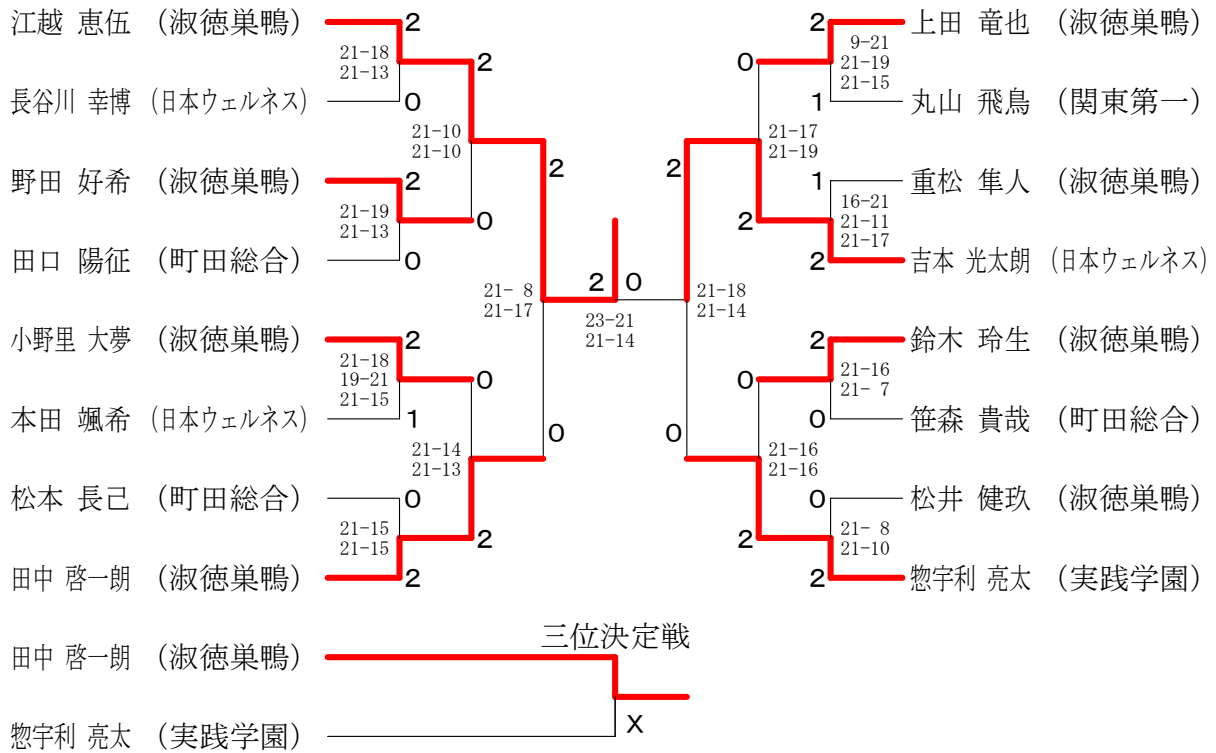 江越 恵伍 (淑徳巣鴨)
2
21-18
21-13
2
長谷川 幸博 (日本ウェルネス)
0
21-10
21-10
2
野田 好希 (淑徳巣鴨)
2
21-19
21-13
0
田口 陽征 (町田総合)
0
21- 8
21-17
小野里 大夢 (淑徳巣鴨)
2
21-18
19-21
21-15
0
本田 颯希 (日本ウェルネス)
1
21-14
21-13
0
松本 長己 (町田総合)
0
21-15
21-15
2
田中 啓一朗 (淑徳巣鴨)
2
2 0
23-21
21-14
2 上田 竜也 (淑徳巣鴨)
9-21
21-19
21-15
0
1 丸山 飛鳥 (関東第一)
21-17
21-19
2
1 重松 隼人 (淑徳巣鴨)
16-21
21-11
21-17
2
2 吉本 光太朗 (日本ウェルネス)
21-18
21-14
2 鈴木 玲生 (淑徳巣鴨)
21-16
21- 7
0
0 笹森 貴哉 (町田総合)
21-16
21-16
0
0 松井 健玖 (淑徳巣鴨)
21- 8
21-10
2
2 惣宇利 亮太 (実践学園)
三位決定戦
田中 啓一朗 (淑徳巣鴨)
惣宇利 亮太 (実践学園)
X